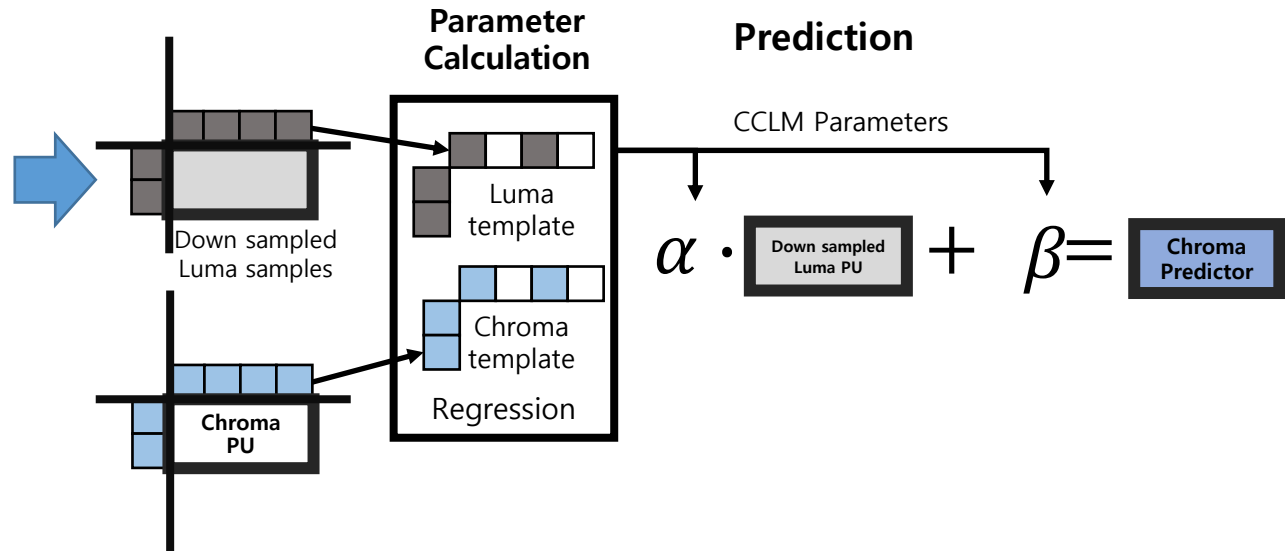 Parameter
Calculation
Prediction
CCLM Parameters
Down sampled
Luma samples
Luma
template
α · Down sampled
Luma PU + β= Chroma
Predictor
Chroma
template
Chroma
PU
Regression